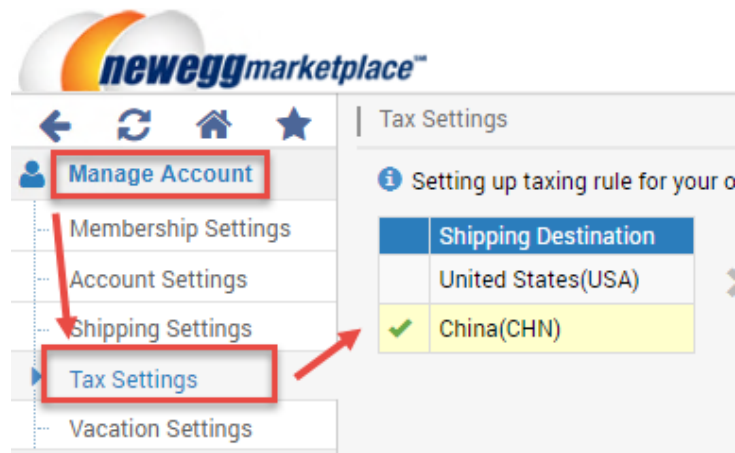 neweggmarketplace℠
Tax Settings
Manage Account
Setting up taxing rule for your o
Membership Settings
Shipping Destination
Account Settings
United States(USA)
Shipping Settings
China(CHN)
Tax Settings
Vacation Settings